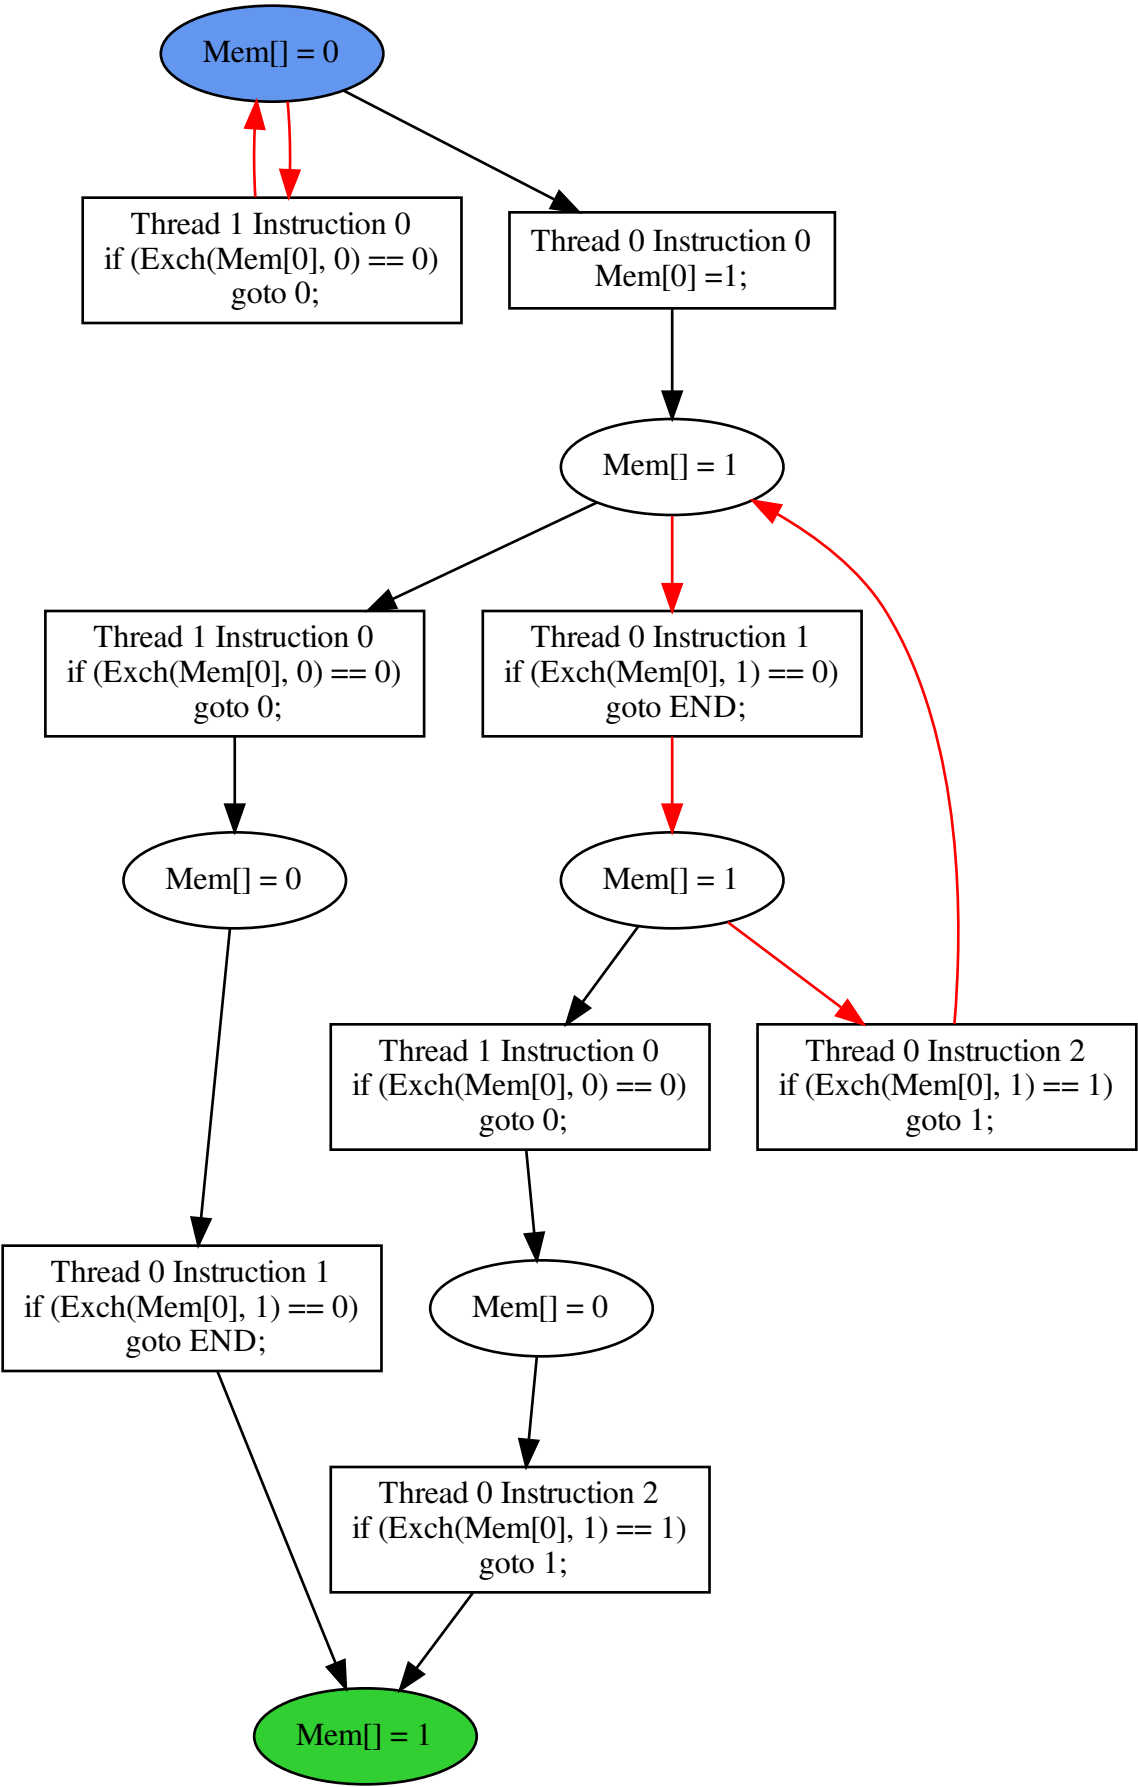 Mem[] = 0
Thread 1 Instruction 0
if (Exch(Mem[0], 0) == 0)
goto 0;
Thread 0 Instruction 0
Mem[0] =1;
Mem[] = 1
Thread 1 Instruction 0
if (Exch(Mem[0], 0) == 0)
goto 0;
Thread 0 Instruction 1
if (Exch(Mem[0], 1) == 0)
goto END;
Mem[] = 0
Mem[] = 1
Thread 1 Instruction 0
if (Exch(Mem[0], 0) == 0)
goto 0;
Thread 0 Instruction 2
if (Exch(Mem[0], 1) == 1)
goto 1;
Thread 0 Instruction 1
if (Exch(Mem[0], 1) == 0)
goto END;
Mem[] = 0
Thread 0 Instruction 2
if (Exch(Mem[0], 1) == 1)
goto 1;
Mem[] = 1